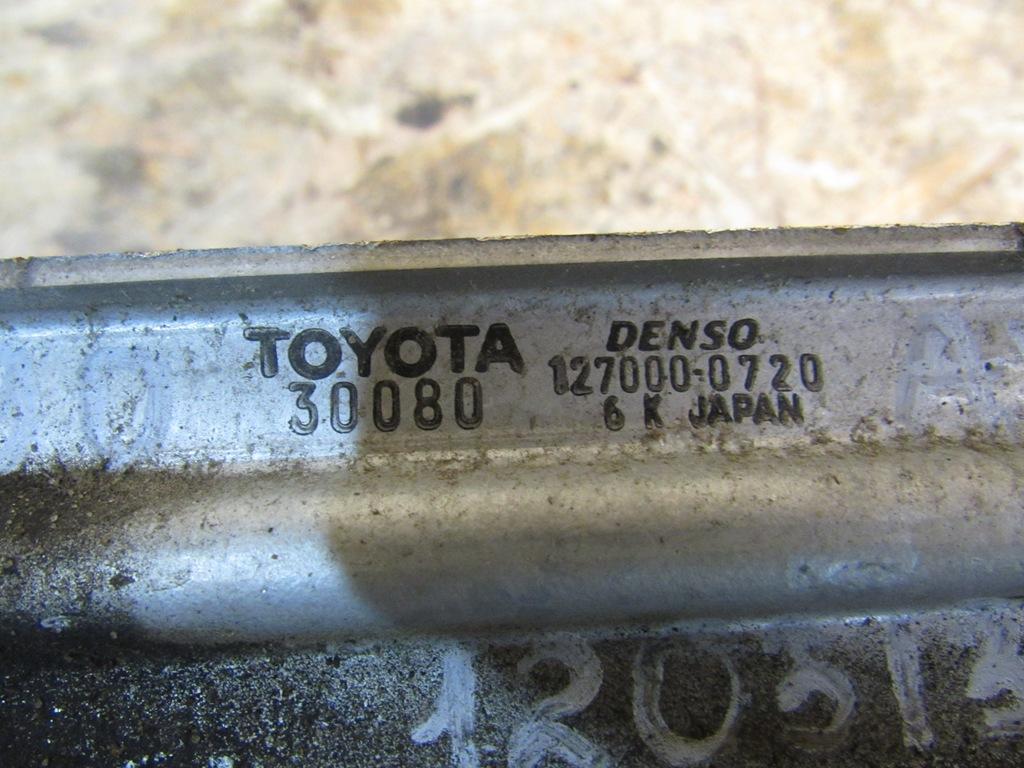 TOYOTA
30080
DENSO
127000-0720
6 K JAPAN